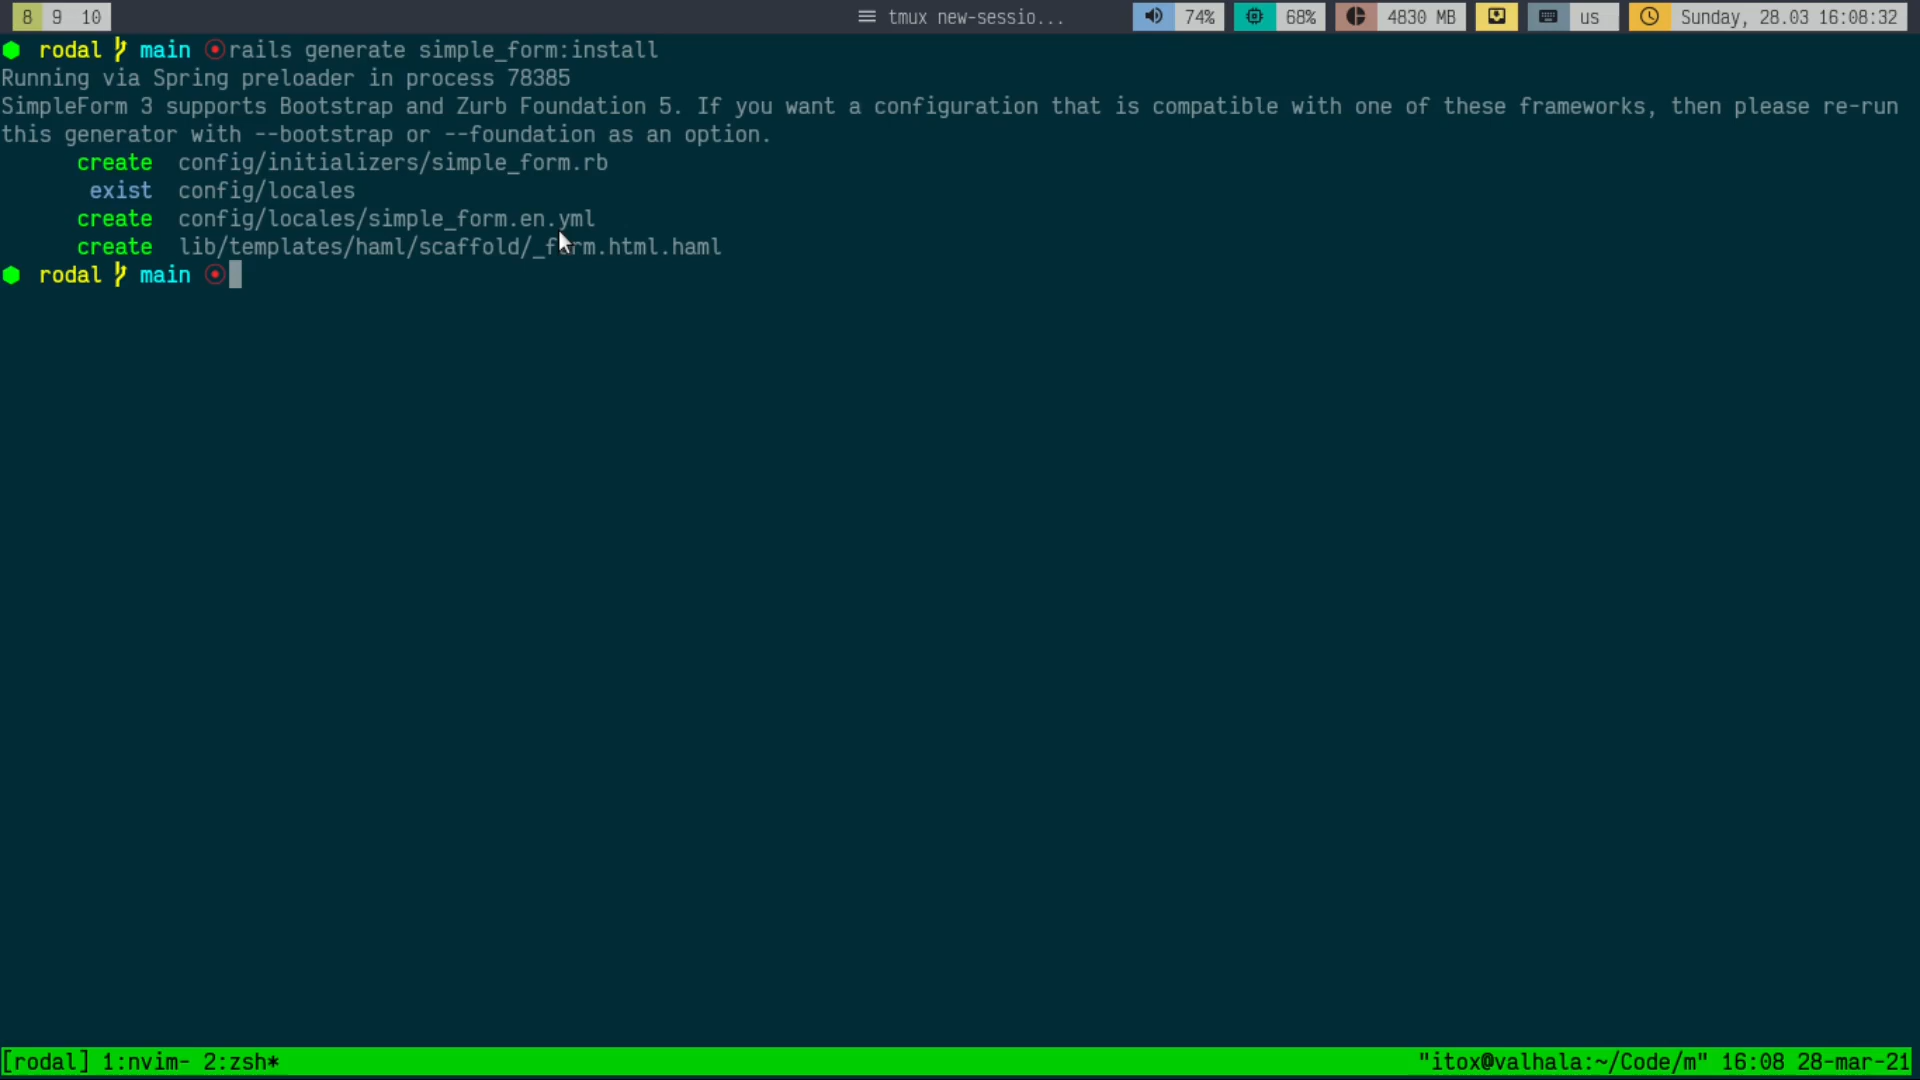 8 9 10 tmux new-sessio... 74% 68% 4830 MB us Sunday, 28.03 16:08:32
rodal main rails generate simple_form:install
Running via Spring preloader in process 78385
SimpleForm 3 supports Bootstrap and Zurb Foundation 5. If you want a configuration that is compatible with one of these frameworks, then please re-run
this generator with --bootstrap or --foundation as an option.
create config/initializers/simple_form.rb
exist config/locales
create config/locales/simple_form.en.yml
create lib/templates/haml/scaffold/_form.html.haml
rodal main
[rodal] 1:nvim- 2:zsh* "itox@valhala:~/Code/m" 16:08 28-mar-21